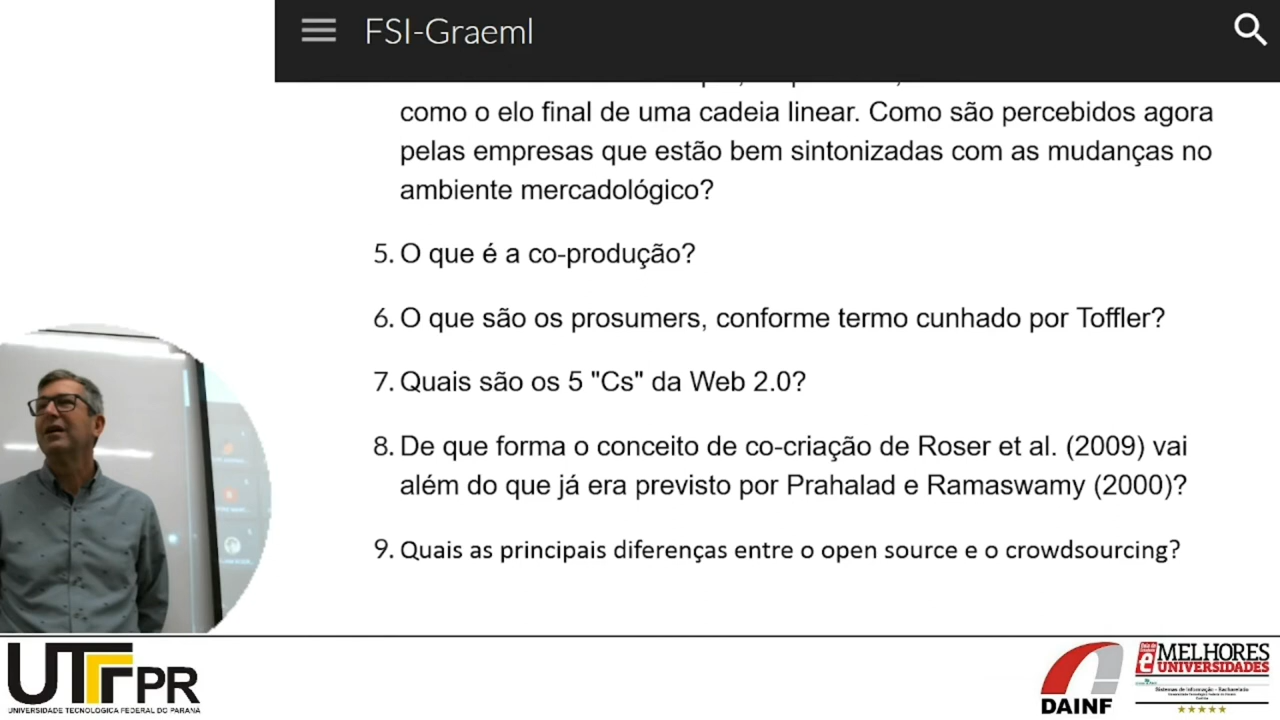 FSI-Graeml
como o elo final de uma cadeia linear. Como são percebidos agora
pelas empresas que estão bem sintonizadas com as mudanças no
ambiente mercadológico?
5. O que é a co-produção?
6. O que são os prosumers, conforme termo cunhado por Toffler?
7. Quais são os 5 "Cs" da Web 2.0?
8. De que forma o conceito de co-criação de Roser et al. (2009) vai
além do que já era previsto por Prahalad e Ramaswamy (2000)?
9. Quais as principais diferenças entre o open source e o crowdsourcing?
UTFPR
UNIVERSIDADE TECNOLÓGICA FEDERAL DO PARANÁ
DAINF
MELHORES
UNIVERSIDADES
Sistemas de Informação - Bacharelado